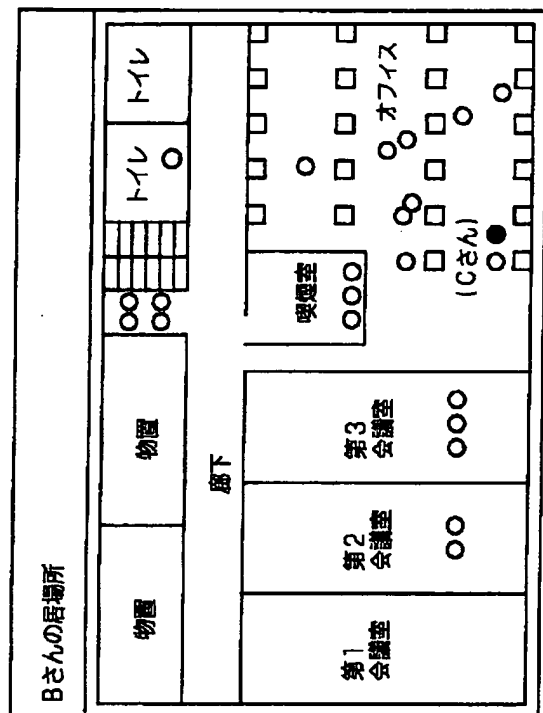 Bさんの居場所
物置
物置
トイレ
トイレ
廊下
第1
会議室
第2
会議室
第3
会議室
喫煙室
オフィス
(Cさん)